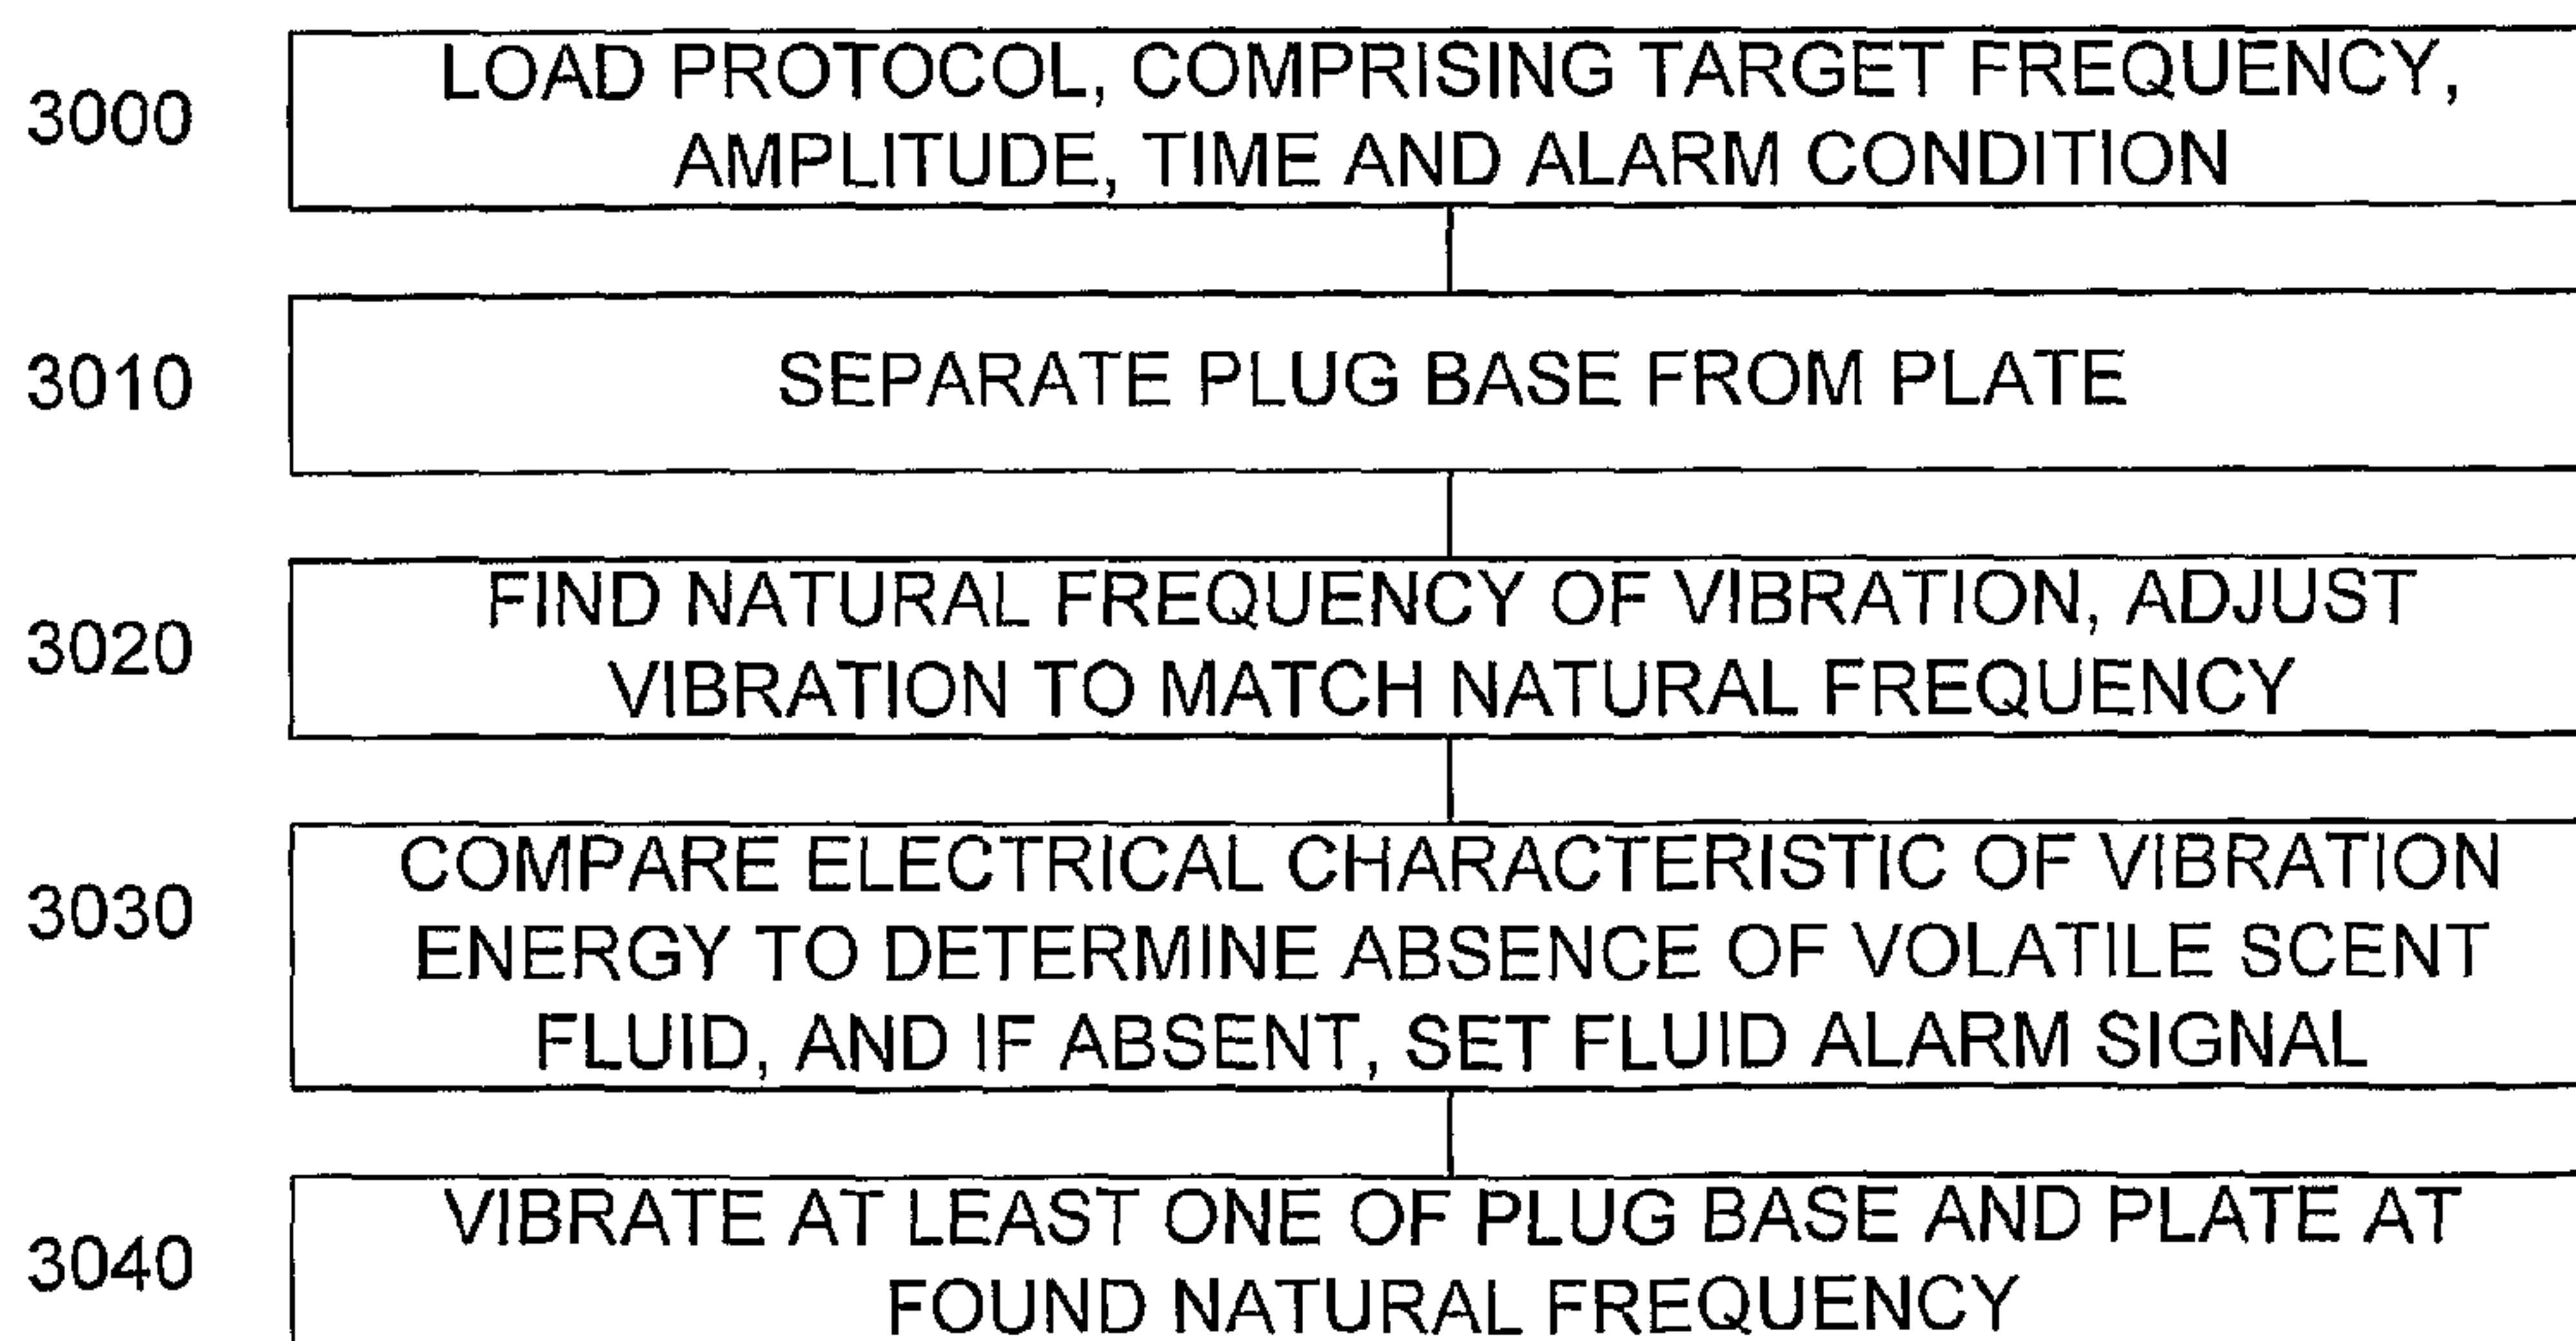 3000
LOAD PROTOCOL, COMPRISING TARGET FREQUENCY,
AMPLITUDE, TIME AND ALARM CONDITION
3010
SEPARATE PLUG BASE FROM PLATE
3020
FIND NATURAL FREQUENCY OF VIBRATION, ADJUST
VIBRATION TO MATCH NATURAL FREQUENCY
3030
COMPARE ELECTRICAL CHARACTERISTIC OF VIBRATION
ENERGY TO DETERMINE ABSENCE OF VOLATILE SCENT
FLUID, AND IF ABSENT, SET FLUID ALARM SIGNAL
3040
VIBRATE AT LEAST ONE OF PLUG BASE AND PLATE AT
FOUND NATURAL FREQUENCY